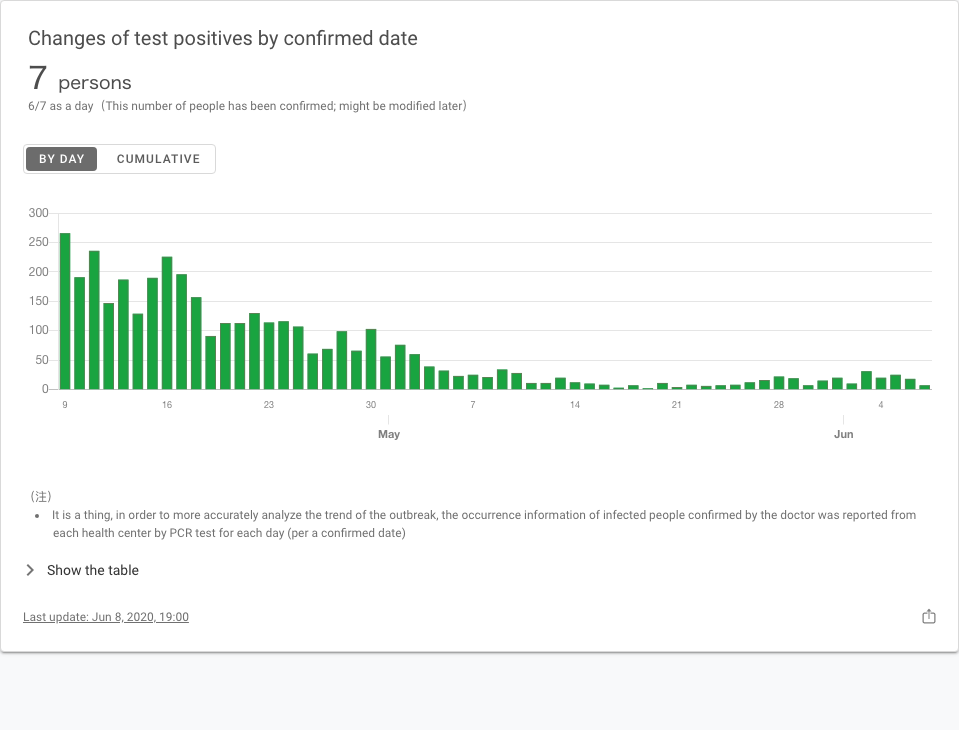 Changes of test positives by confirmed date
7 persons
6/7 as a day（This number of people has been confirmed; might be modified later）
BY DAY CUMULATIVE
300
250
200
150
100
50
0
9 16 23 30 7 14 21 28 4
May Jun
（注）
• It is a thing, in order to more accurately analyze the trend of the outbreak, the occurrence information of infected people confirmed by the doctor was reported from
each health center by PCR test for each day (per a confirmed date)
Show the table
Last update: Jun 8, 2020, 19:00